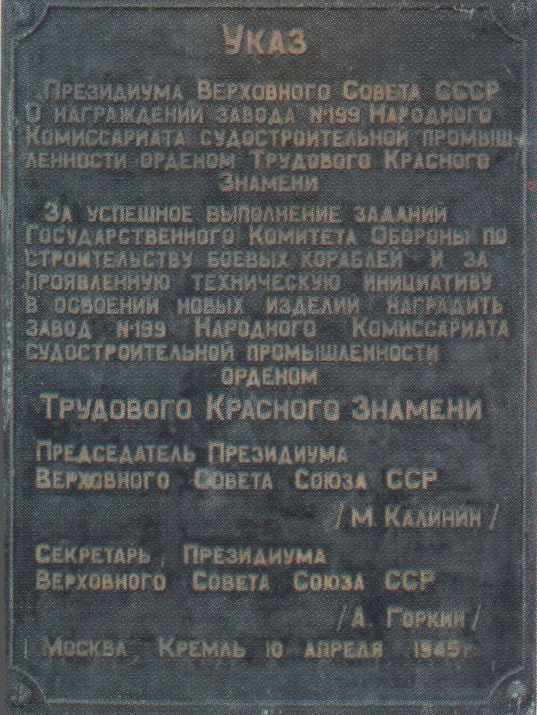 Указ
Президиума Верховного Совета СССР
О награждении завода №199 Народного
Комиссариата судостроительной промыш-
ленности орденом Трудового Красного
Знамени
За успешное выполнение заданий
Государственного Комитета Обороны по
строительству боевых кораблей и за
проявленную техническую инициативу
в освоении новых изделий наградить
завод №199 Народного Комиссариата
судостроительной промышленности
орденом
Трудового Красного Знамени
Председатель Президиума
Верховного Совета Союза ССР
/М. Калинин/
Секретарь Президиума
Верховного Совета Союза ССР
/А. Горкин/
Москва, Кремль 10 апреля 1945г.